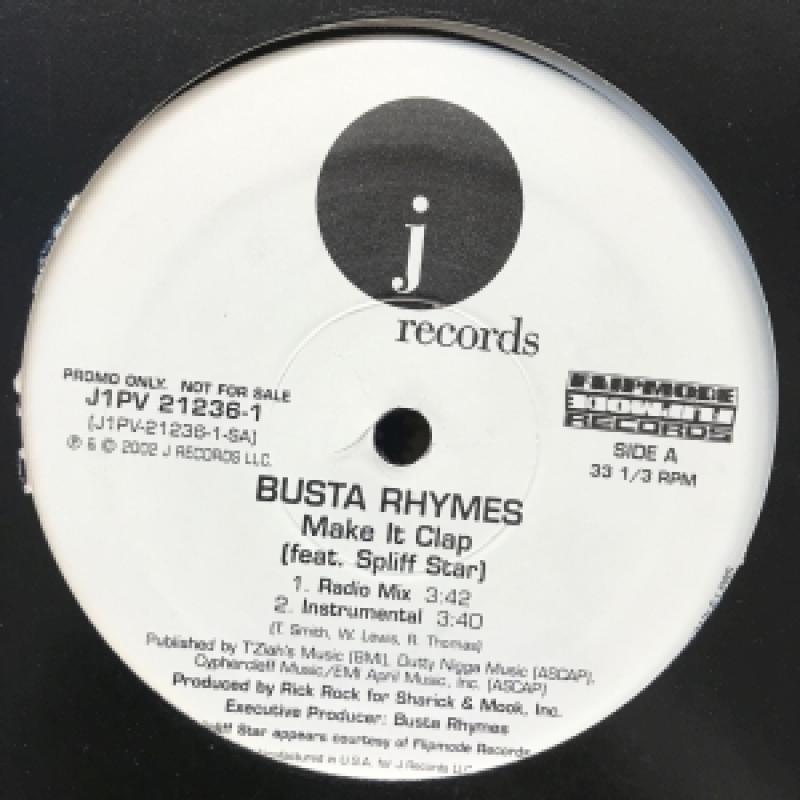 j
records
PROMO ONLY. NOT FOR SALE
J1PV 21236-1
(J1PV-21236-1-SA)
℗ & © 2002 J RECORDS LLC.
FLIPMODE
RECORDS
SIDE A
33 1/3 RPM
BUSTA RHYMES
Make It Clap
(feat. Spliff Star)
1. Radio Mix 3:42
2. Instrumental 3:40
(T. Smith, W. Lewis, R. Thomas)
Published by T'Ziah's Music (BMI), Dutty Nigga Music (ASCAP),
Cyphercleff Music/EMI April Music, Inc. (ASCAP)
Produced by Rick Rock for Sharick & Mook, Inc.
Executive Producer: Busta Rhymes
Star appears courtesy of Flipmode Records
in U.S.A. for J Records LLC